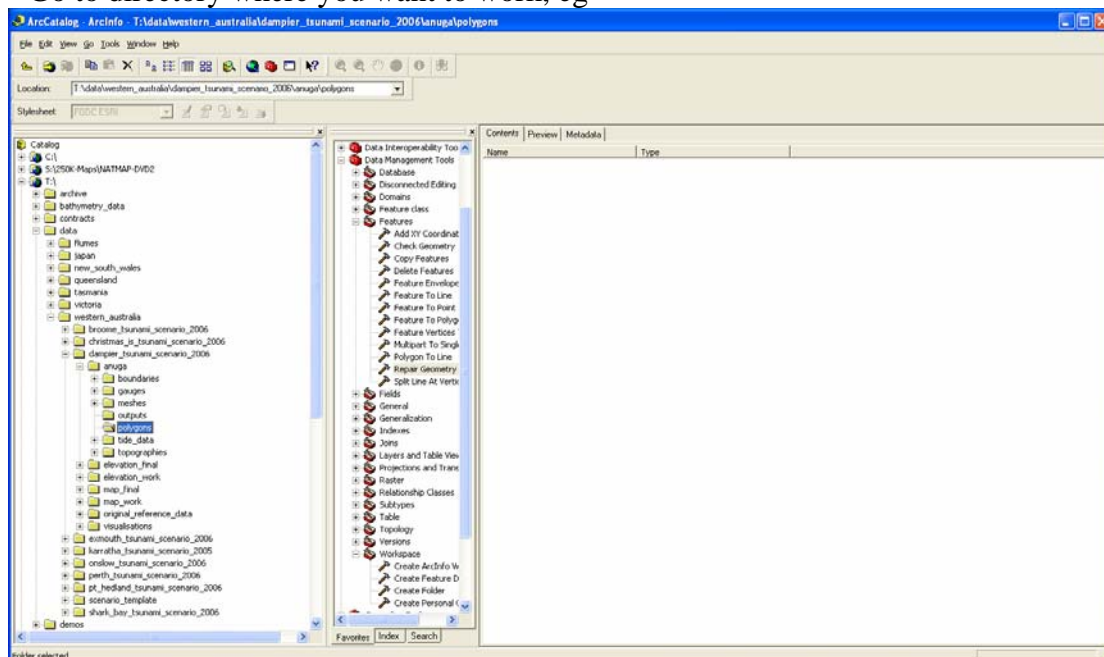 Go to directory where you want to work, eg
ArcCatalog - ArcInfo - T:\data\western_australia\dampier_tsunami_scenario_2006\anuga\polygons
File Edit View Go Tools Window Help
Location: T:\data\western_australia\dampier_tsunami_scenario_2006\anuga\polygons
Stylesheet: FGDC ESRI
Catalog
C:\
S:\250K-Maps\NATMAP-DVD2
T:\
archive
bathymetry_data
contracts
data
flumes
japan
new_south_wales
queensland
tasmania
victoria
western_australia
broome_tsunami_scenario_2006
christmas_is_tsunami_scenario_2006
dampier_tsunami_scenario_2006
anuga
boundaries
gauges
meshes
outputs
polygons
tide_data
topographies
elevation_final
elevation_work
map_final
map_work
original_reference_data
visualisations
exmouth_tsunami_scenario_2006
karratha_tsunami_scenario_2005
onslow_tsunami_scenario_2006
perth_tsunami_scenario_2006
pt_hedland_tsunami_scenario_2006
scenario_template
shark_bay_tsunami_scenario_2006
demos
Data Interoperability Too
Data Management Tools
Database
Disconnected Editing
Domains
Feature class
Features
Add XY Coordinat
Check Geometry
Copy Features
Delete Features
Feature Envelope
Feature To Line
Feature To Point
Feature To Polyg
Feature Vertices
Multipart To Singl
Polygon To Line
Repair Geometry
Split Line At Vertic
Fields
General
Generalization
Indexes
Joins
Layers and Table View
Projections and Trans
Raster
Relationship Classes
Subtypes
Table
Topology
Versions
Workspace
Create ArcInfo W
Create Feature D
Create Folder
Create Personal G
Favorites Index Search
Contents Preview Metadata
Name Type
Folder selected